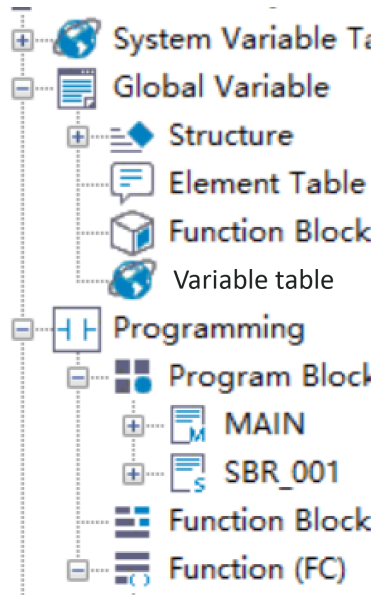 System Variable Ta
Global Variable
Structure
Element Table
Function Block
Variable table
Programming
Program Block
MAIN
SBR_001
Function Block
Function (FC)